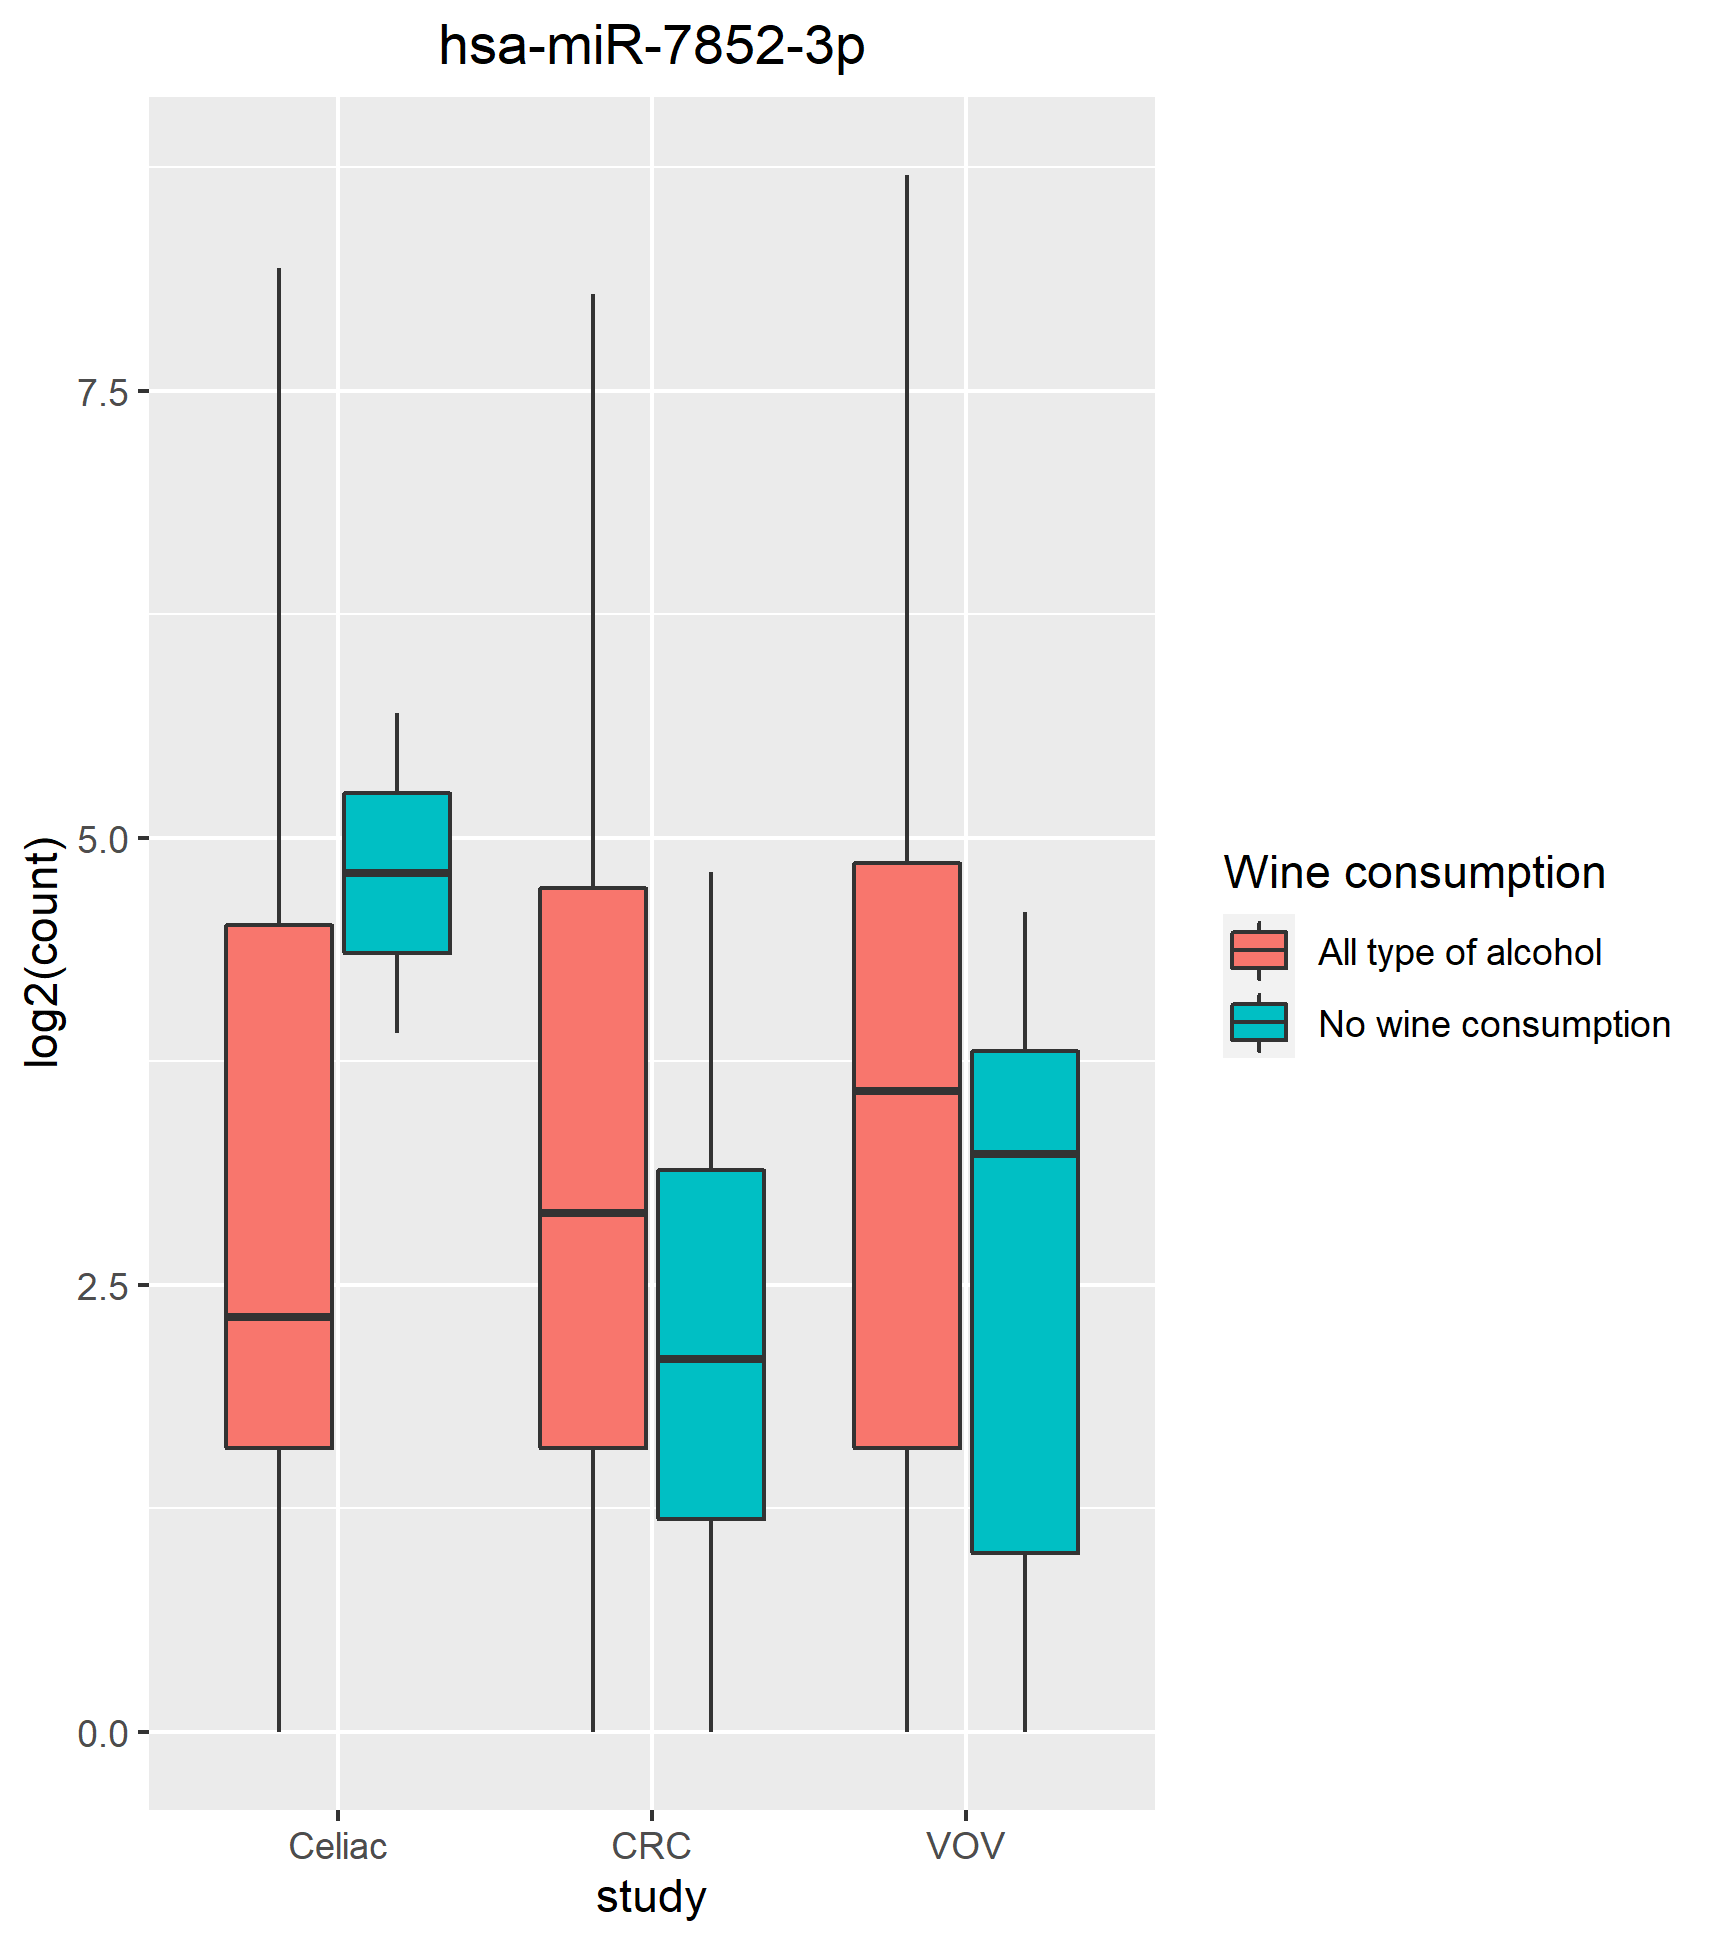 hsa-miR-7852-3p
7.5
5.0
2.5
0.0
log2(count)
Celiac
CRC
VOV
study
Wine consumption
All type of alcohol
No wine consumption